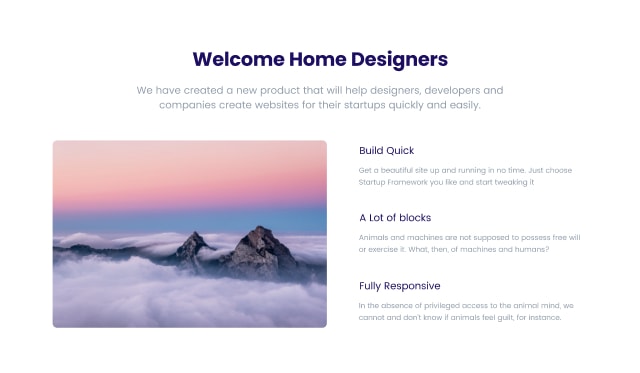 Welcome Home Designers
We have created a new product that will help designers, developers and
companies create websites for their startups quickly and easily.
Build Quick
Get a beautiful site up and running in no time. Just choose
Startup Framework you like and start tweaking it
A Lot of blocks
Animals and machines are not supposed to possess free will
or exercise it. What, then, of machines and humans?
Fully Responsive
In the absence of privileged access to the animal mind, we
cannot and don't know if animals feel guilt, for instance.